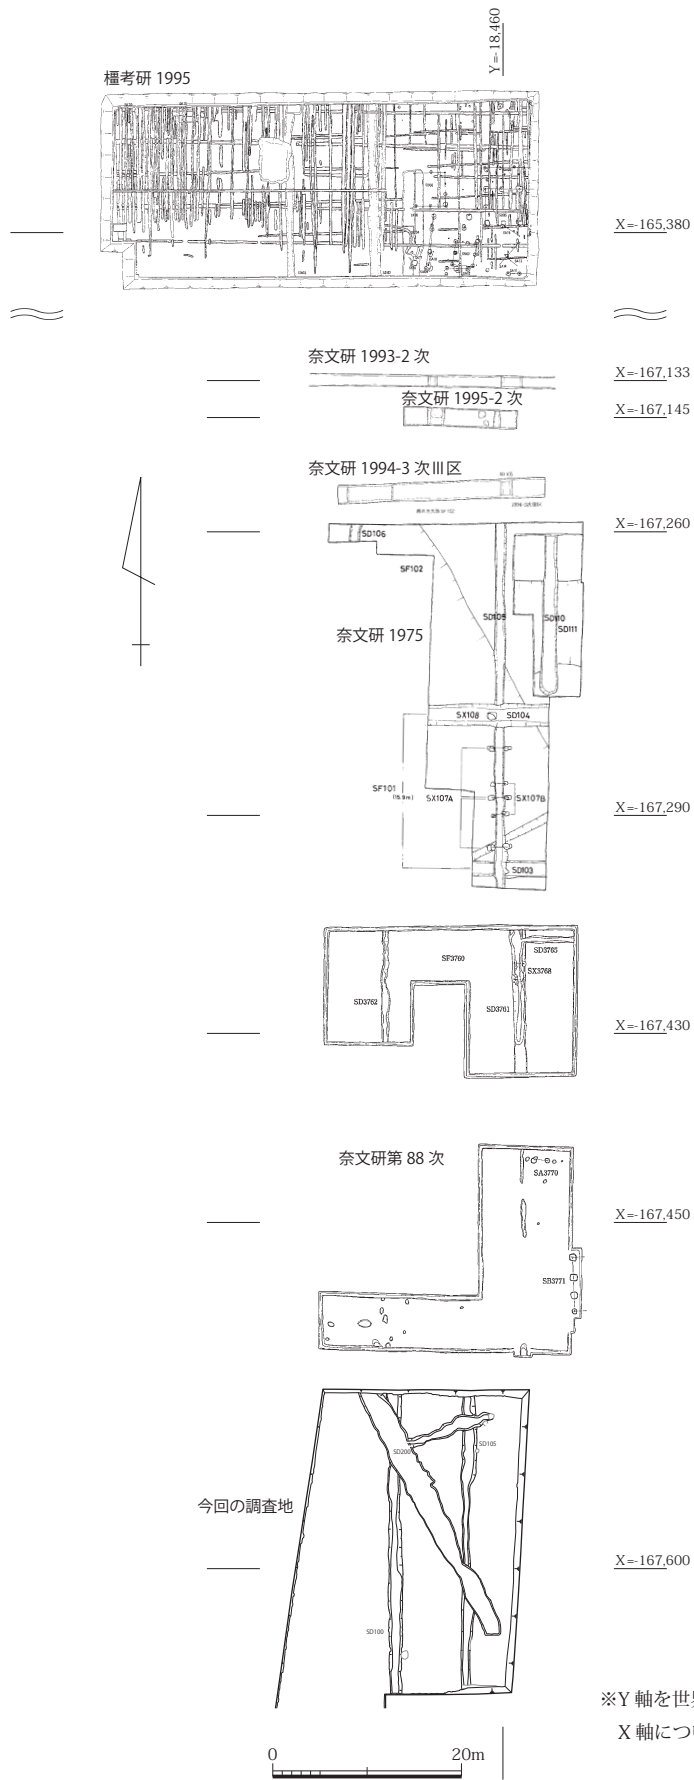 Y=-18,460
橿考研 1995
X=-165,380
奈文研 1993-2 次
X=-167,133
奈文研 1995-2 次
X=-167,145
奈文研 1994-3 次Ⅲ区
X=-167,260
SD106
SF102
SD105
SD110
SD111
奈文研 1975
SX108
SD104
SF101
(15.9m)
SX107A
SX107B
X=-167,290
SD103
SF3760
SD3765
SX3768
SD3762
SD3761
X=-167,430
奈文研第 88 次
SA3770
X=-167,450
SB3771
SD200
SD105
今回の調査地
X=-167,600
SD100
※Y 軸を世
X 軸につ
0
20m